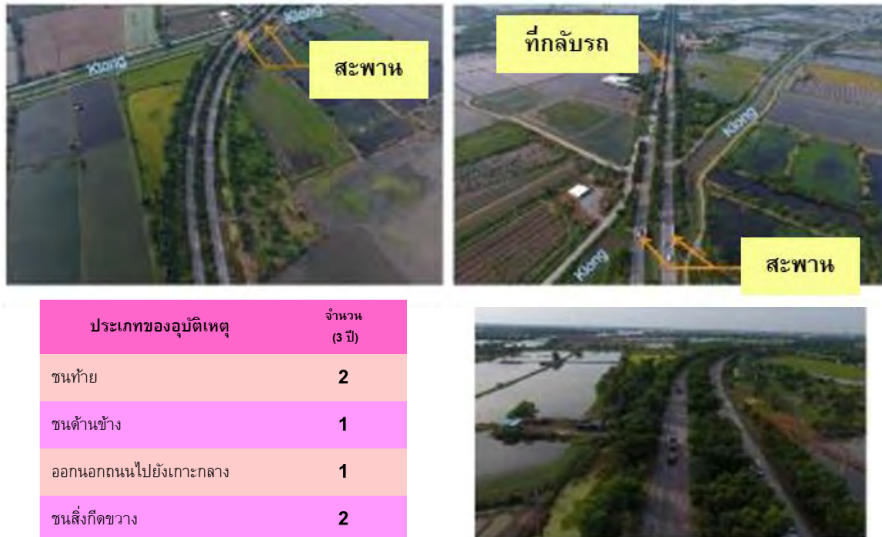 Klong
Klong
สะพาน
ที่กลับรถ
Klong
Klong
สะพาน
ประเภทของอุบัติเหตุ
จำนวน
(3 ปี)
ชนท้าย
2
ชนด้านข้าง
1
ออกนอกถนนไปยังเกาะกลาง
1
ชนสิ่งกีดขวาง
2